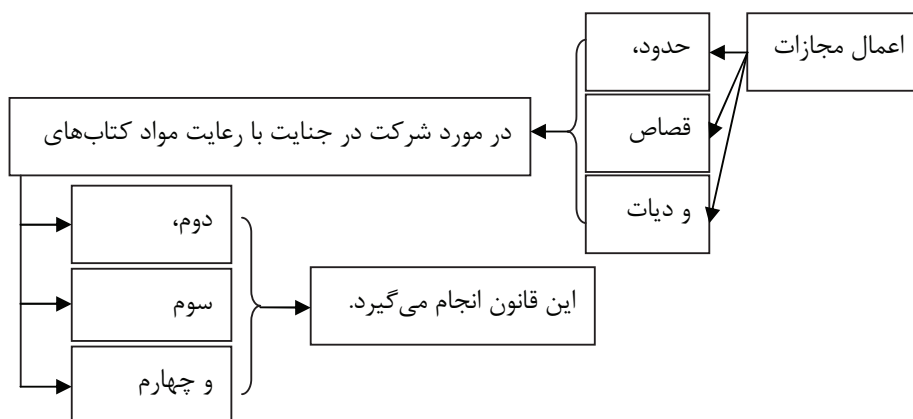 اعمال مجازات
حدود،
قصاص
و دیات
در مورد شرکت در جنایت با رعایت مواد کتاب‌های
دوم،
سوم
و چهارم
این قانون انجام می‌گیرد.